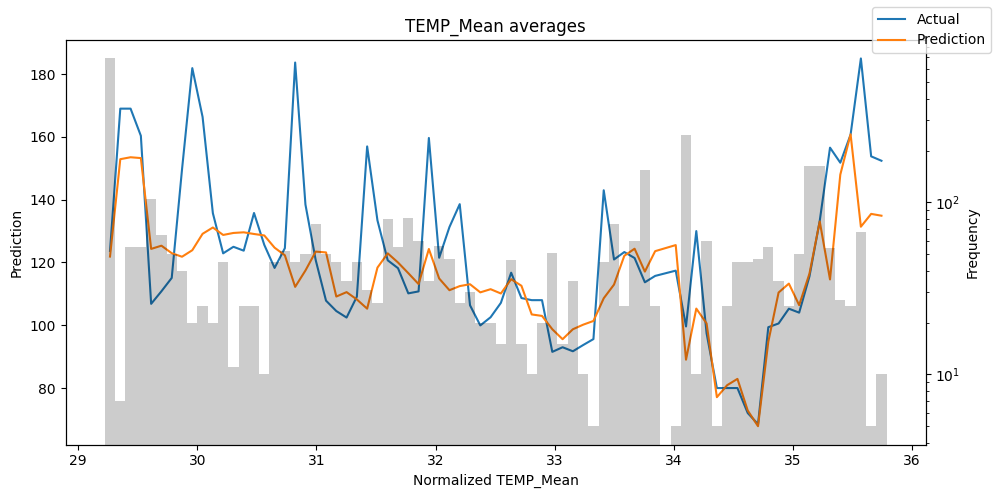 TEMP_Mean averages
Actual
Prediction
Prediction
180
160
140
120
100
80
Frequency
10²
10¹
29 30 31 32 33 34 35 36
Normalized TEMP_Mean